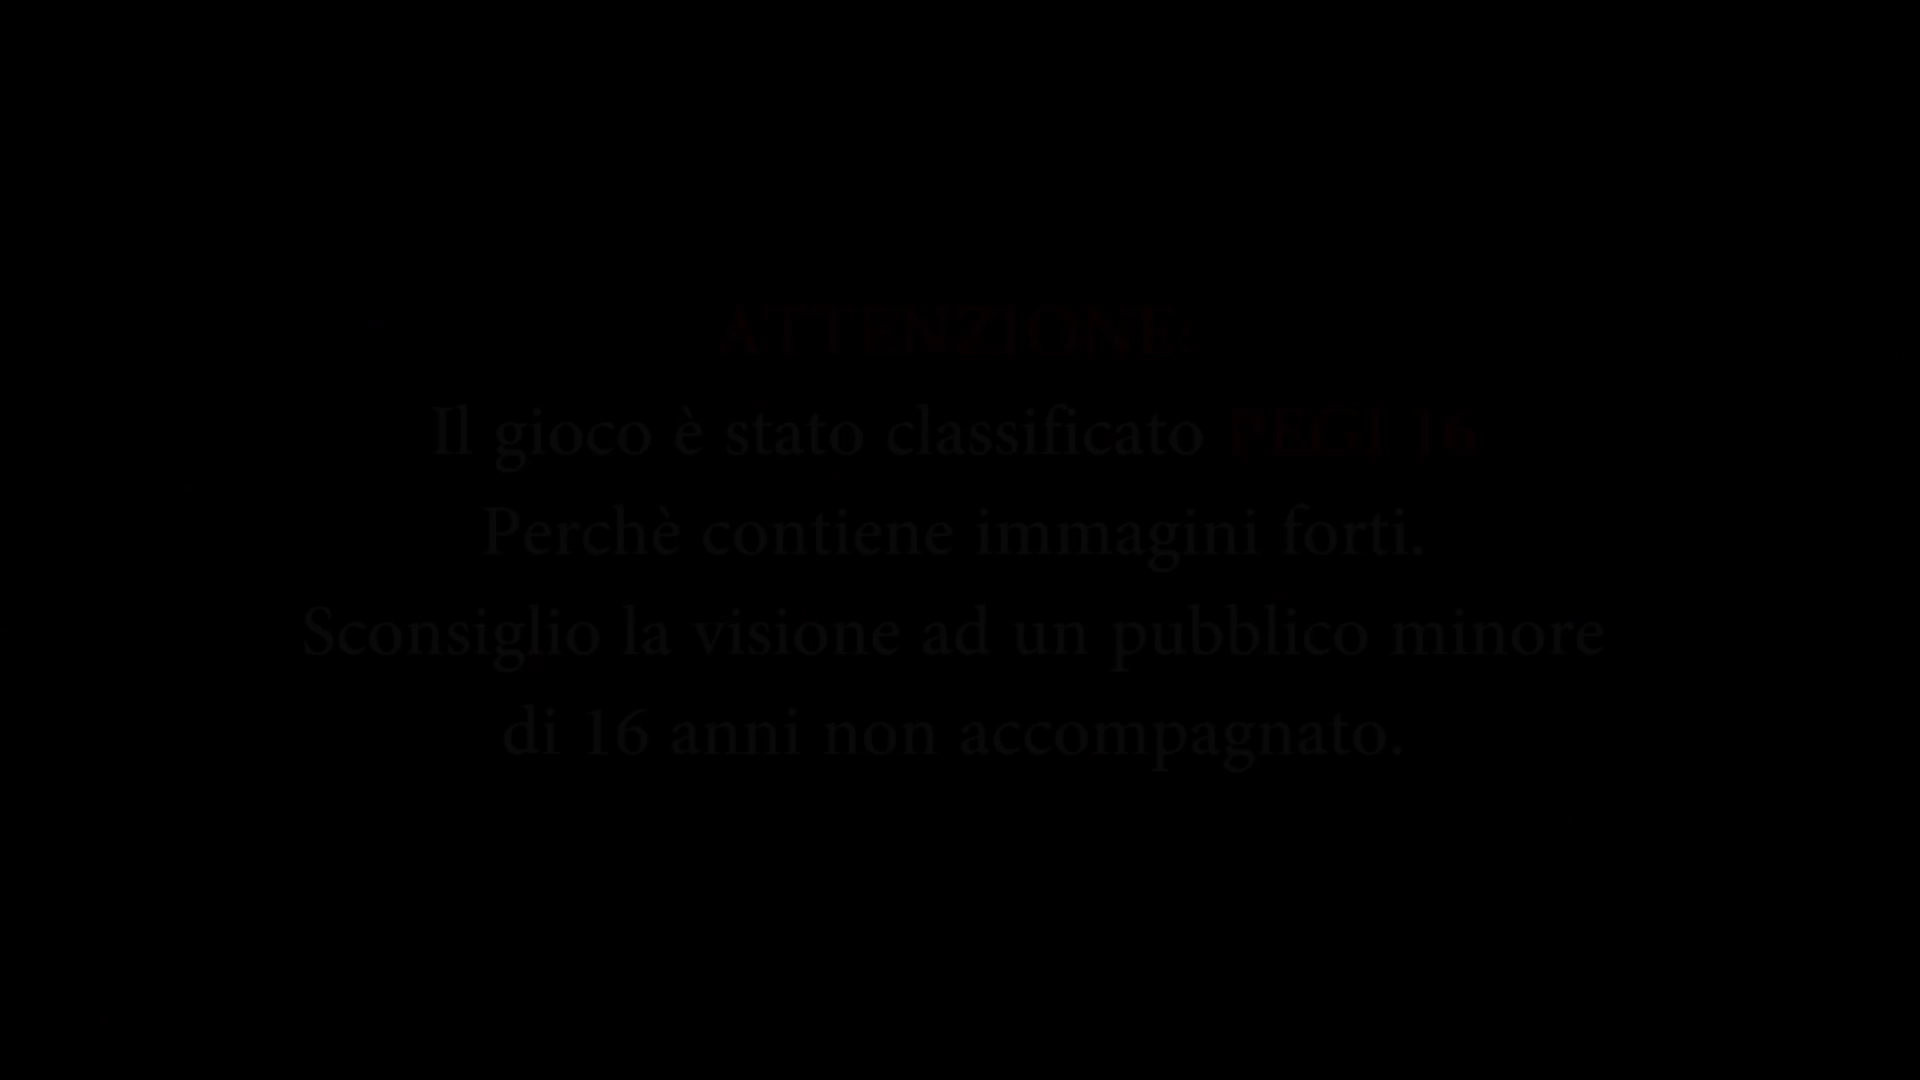 ATTENZIONE:
Il gioco è stato classificato PEGI 16
Perchè contiene immagini forti.
Sconsiglio la visione ad un pubblico minore
di 16 anni non accompagnato.